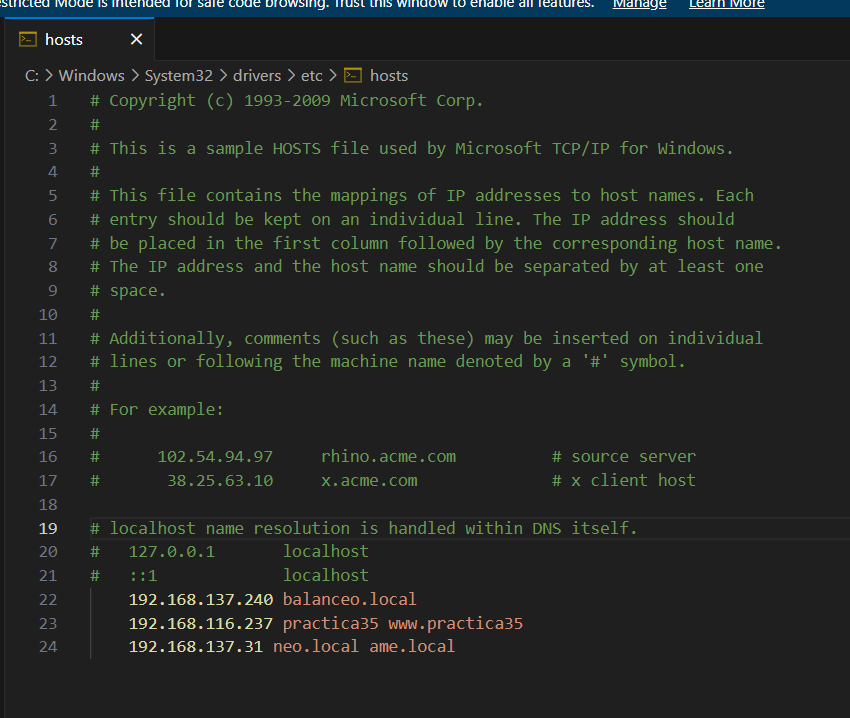 stricted Mode is intended for safe code browsing. Trust this window to enable all features. Manage Learn More
hosts
C: > Windows > System32 > drivers > etc > hosts
1 # Copyright (c) 1993-2009 Microsoft Corp.
2 #
3 # This is a sample HOSTS file used by Microsoft TCP/IP for Windows.
4 #
5 # This file contains the mappings of IP addresses to host names. Each
6 # entry should be kept on an individual line. The IP address should
7 # be placed in the first column followed by the corresponding host name.
8 # The IP address and the host name should be separated by at least one
9 # space.
10 #
11 # Additionally, comments (such as these) may be inserted on individual
12 # lines or following the machine name denoted by a '#' symbol.
13 #
14 # For example:
15 #
16 # 102.54.94.97 rhino.acme.com # source server
17 # 38.25.63.10 x.acme.com # x client host
18
19 # localhost name resolution is handled within DNS itself.
20 # 127.0.0.1 localhost
21 # ::1 localhost
22 192.168.137.240 balanceo.local
23 192.168.116.237 practica35 www.practica35
24 192.168.137.31 neo.local ame.local